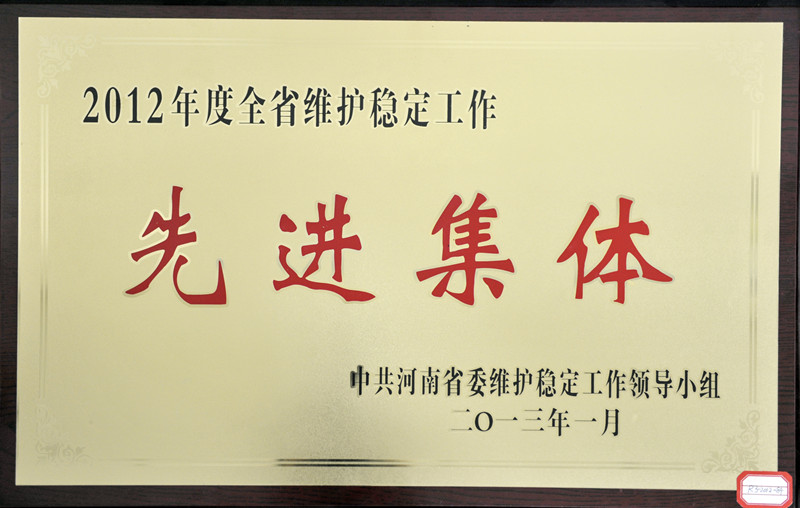 2012年度全省维护稳定工作
先进集体
中共河南省委维护稳定工作领导小组
二〇一三年一月